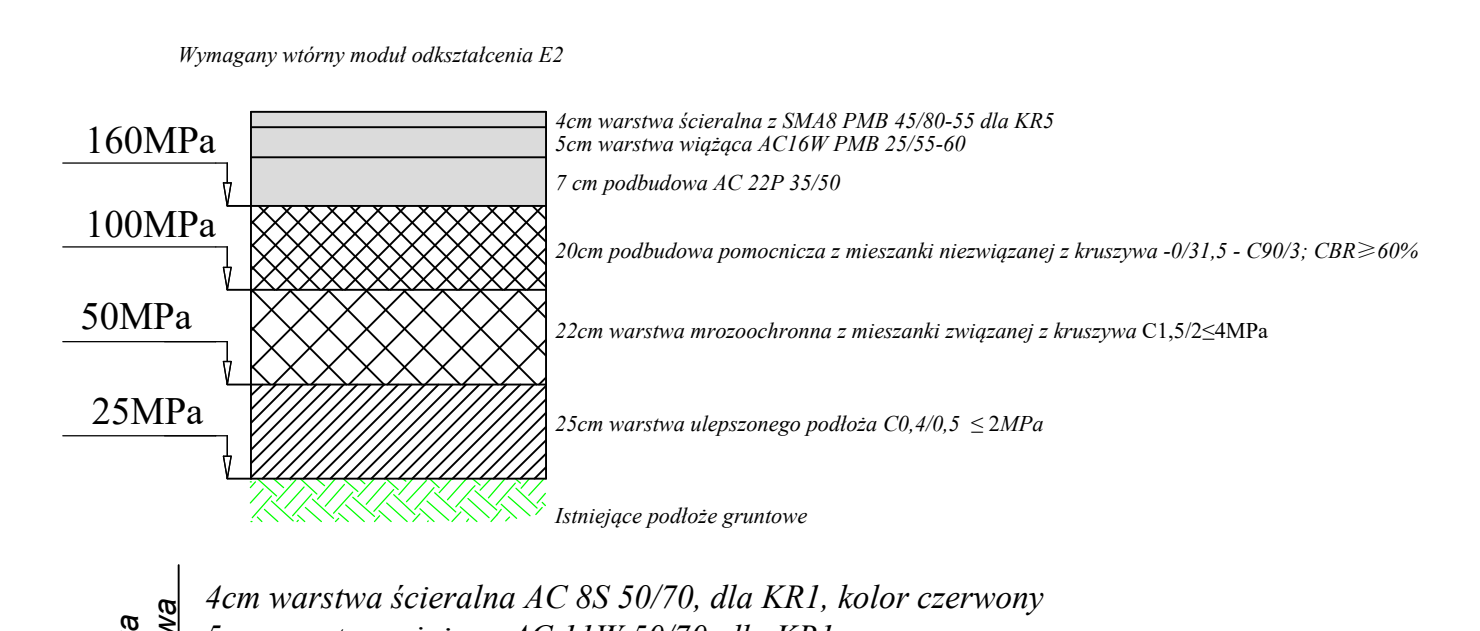 Wymagany wtórny moduł odkształcenia E2
160MPa
4cm warstwa ścieralna z SMA8 PMB 45/80-55 dla KR5
5cm warstwa wiążąca AC16W PMB 25/55-60
7 cm podbudowa AC 22P 35/50
100MPa
20cm podbudowa pomocnicza z mieszanki niezwiązanej z kruszywa -0/31,5 - C90/3; CBR≥60%
50MPa
22cm warstwa mrozoochronna z mieszanki związanej z kruszywa C1,5/2≤4MPa
25MPa
25cm warstwa ulepszonego podłoża C0,4/0,5 ≤ 2MPa
Istniejące podłoże gruntowe
4cm warstwa ścieralna AC 8S 50/70, dla KR1, kolor czerwony